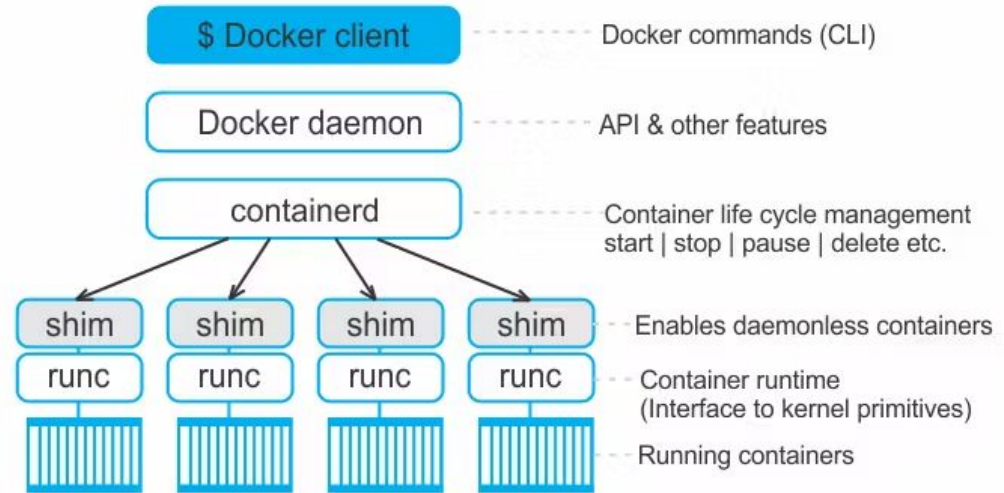 $ Docker client
Docker commands (CLI)
Docker daemon
API & other features
containerd
Container life cycle management
start | stop | pause | delete etc.
shim shim shim shim
Enables daemonless containers
runc runc runc runc
Container runtime
(Interface to kernel primitives)
Running containers